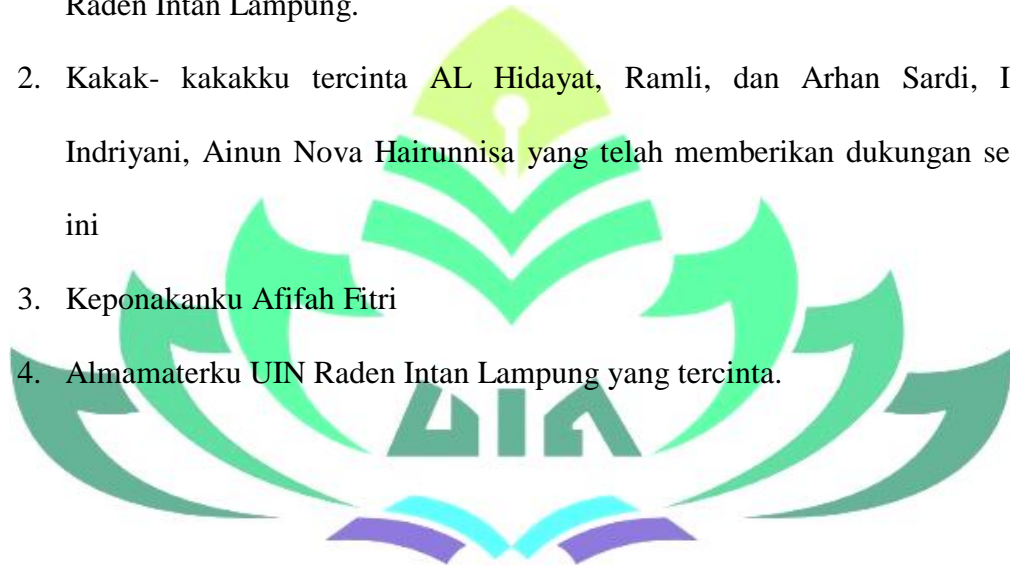 Raden Intan Lampung.
2. Kakak- kakakku tercinta AL Hidayat, Ramli, dan Arhan Sardi, I
Indriyani, Ainun Nova Hairunnisa yang telah memberikan dukungan se
ini
3. Keponakanku Afifah Fitri
4. Almamaterku UIN Raden Intan Lampung yang tercinta.
UIN